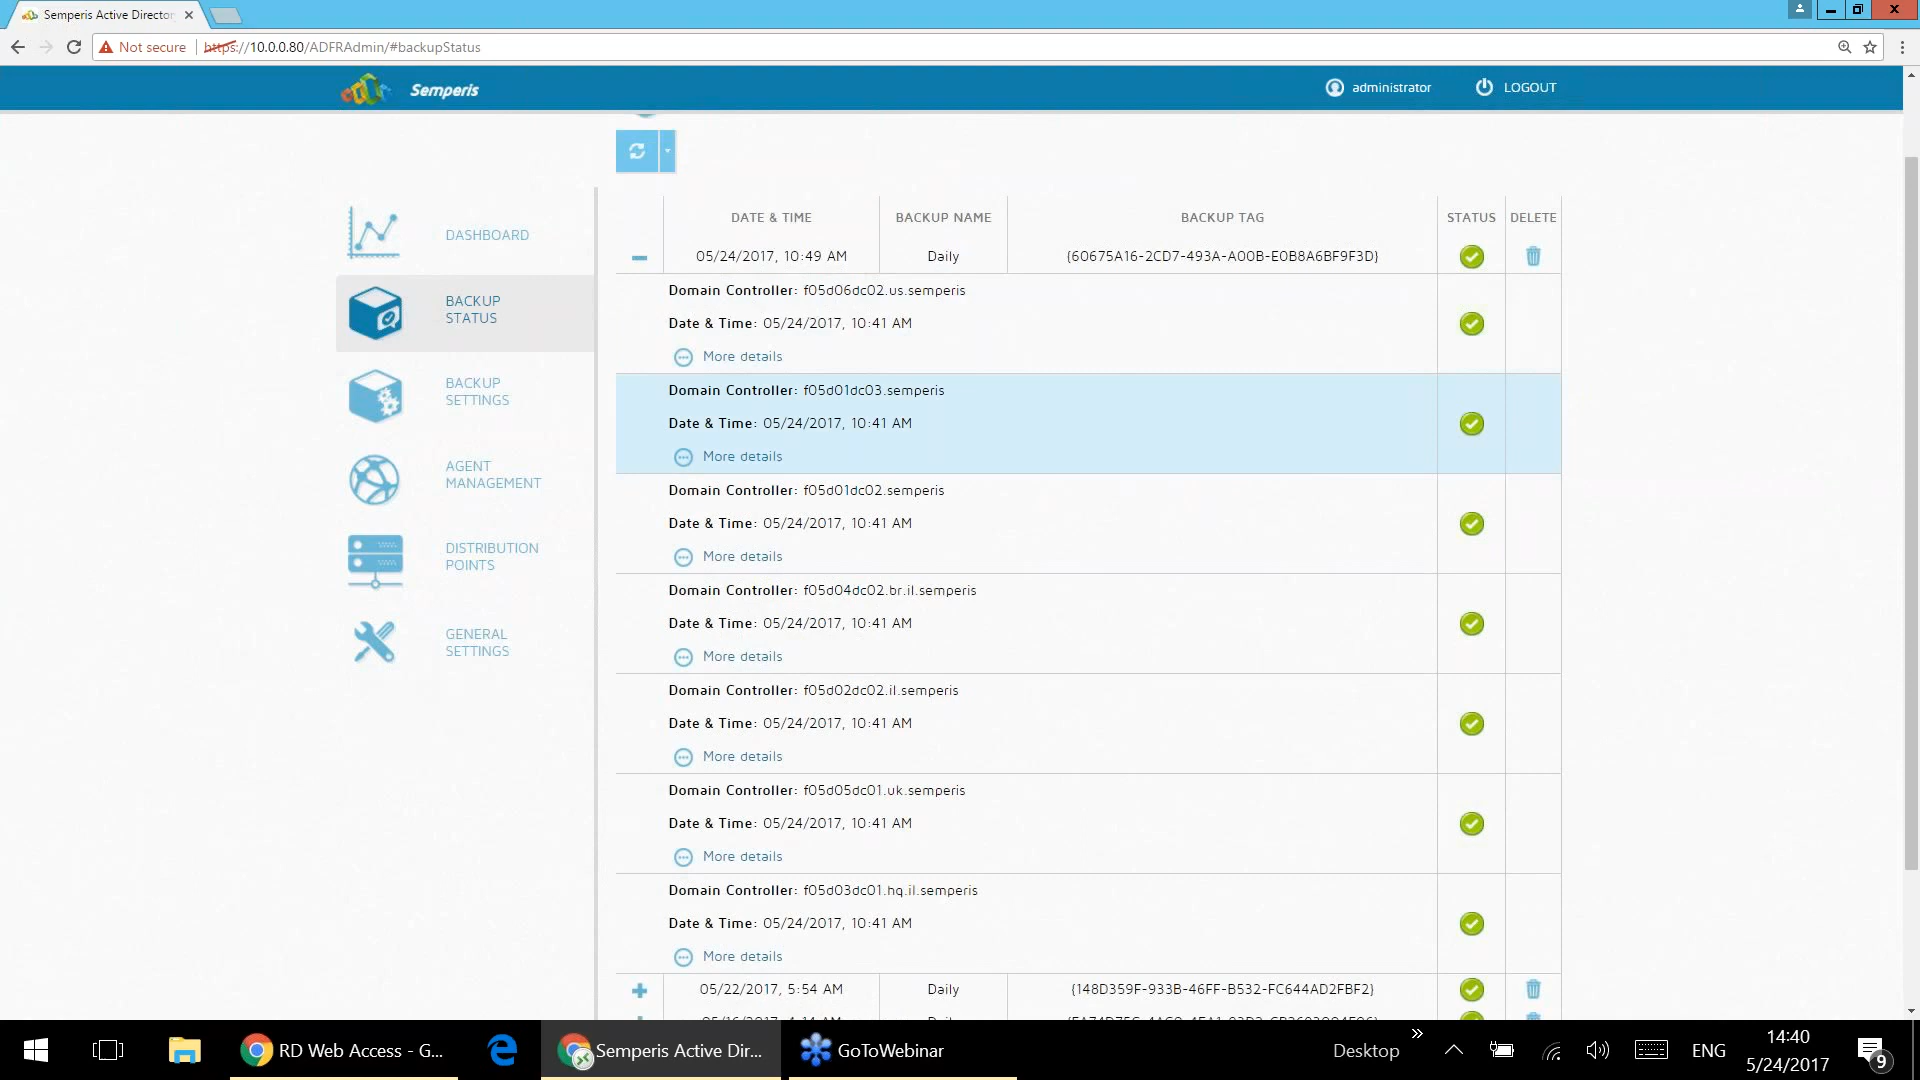 Semperis Active Director
Not secure
https://10.0.0.80/ADFRAdmin/#backupStatus
Semperis
administrator
LOGOUT
DATE & TIME BACKUP NAME BACKUP TAG STATUS DELETE
05/24/2017, 10:49 AM Daily {60675A16-2CD7-493A-A00B-E0B8A6BF9F3D}
Domain Controller: f05d06dc02.us.semperis
Date & Time: 05/24/2017, 10:41 AM
More details
Domain Controller: f05d01dc03.semperis
Date & Time: 05/24/2017, 10:41 AM
More details
Domain Controller: f05d01dc02.semperis
Date & Time: 05/24/2017, 10:41 AM
More details
Domain Controller: f05d04dc02.br.il.semperis
Date & Time: 05/24/2017, 10:41 AM
More details
Domain Controller: f05d02dc02.il.semperis
Date & Time: 05/24/2017, 10:41 AM
More details
Domain Controller: f05d05dc01.uk.semperis
Date & Time: 05/24/2017, 10:41 AM
More details
Domain Controller: f05d03dc01.hq.il.semperis
Date & Time: 05/24/2017, 10:41 AM
More details
05/22/2017, 5:54 AM Daily {148D359F-933B-46FF-B532-FC644AD2FBF2}
DASHBOARD
BACKUP
STATUS
BACKUP
SETTINGS
AGENT
MANAGEMENT
DISTRIBUTION
POINTS
GENERAL
SETTINGS
RD Web Access - G...
Semperis Active Dir...
GoToWebinar
Desktop
ENG
14:40
5/24/2017
9